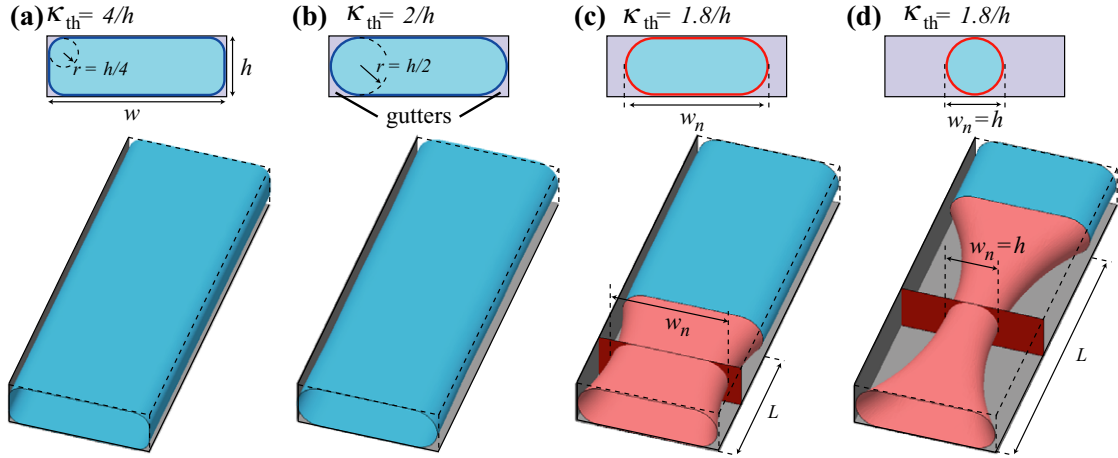 (a) κth = 4/h
r = h/4
h
w
(b) κth = 2/h
r = h/2
gutters
(c) κth = 1.8/h
wn
wn
L
(d) κth = 1.8/h
wn = h
wn = h
L